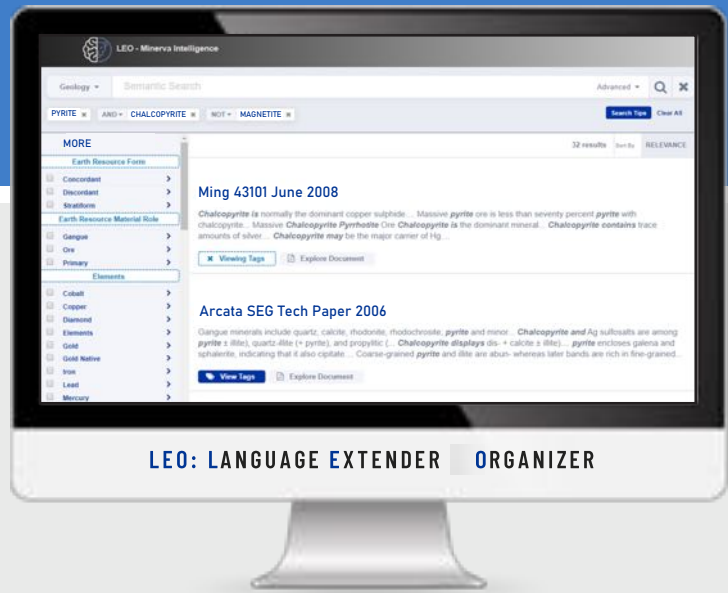 LEO - Minerva Intelligence
Geology
Semantic Search
Advanced
PYRITE × AND CHALCOPYRITE × NOT MAGNETITE ×
Search Tips Clear All
MORE
32 results Sort By RELEVANCE
Earth Resource Form
Concordant
Discordant
Stratiform
Earth Resource Material Role
Gangue
Ore
Primary
Elements
Cobalt
Copper
Diamond
Elements
Gold
Gold Native
Iron
Lead
Mercury
Ming 43101 June 2008
Chalcopyrite is normally the dominant copper sulphide... Massive pyrite ore is less than seventy percent pyrite with
chalcopyrite... Massive Chalcopyrite Pyrrhotite Ore Chalcopyrite is the dominant mineral... Chalcopyrite contains trace
amounts of silver... Chalcopyrite may be the major carrier of Hg...
× Viewing Tags Explore Document
Arcata SEG Tech Paper 2006
Gangue minerals include quartz, calcite, rhodonite, rhodochrosite, pyrite and minor... Chalcopyrite and Ag sulfosalts are among
pyrite ± illite), quartz-illite (+ pyrite), and propylitic (... Chalcopyrite displays dis- + calcite ± illite)... pyrite encloses galena and
sphalerite, indicating that it also cipitate... Coarse-grained pyrite and illite are abun- whereas later bands are rich in fine-grained...
View Tags Explore Document
LEO: LANGUAGE EXTENDER ORGANIZER